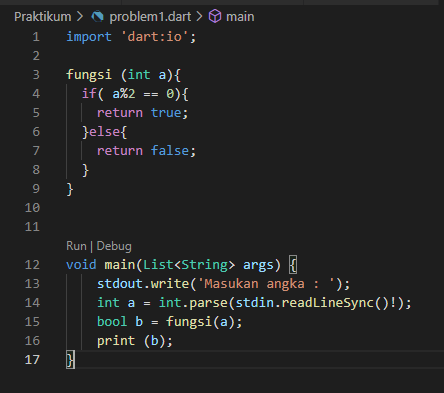 Praktikum > problem1.dart > main
1 import 'dart:io';
2
3 fungsi (int a){
4 if( a%2 == 0){
5 return true;
6 }else{
7 return false;
8 }
9 }
10
11
Run | Debug
12 void main(List<String> args) {
13 stdout.write('Masukan angka : ');
14 int a = int.parse(stdin.readLineSync()!);
15 bool b = fungsi(a);
16 print (b);
17 }